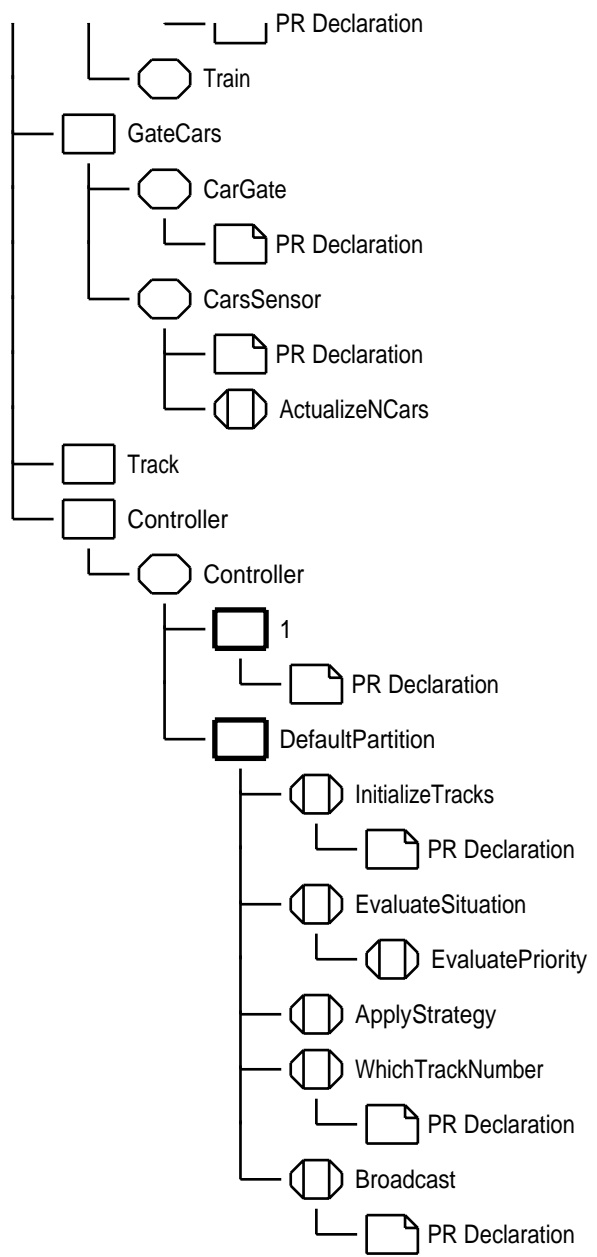 PR Declaration
Train
GateCars
CarGate
PR Declaration
CarsSensor
PR Declaration
ActualizeNCars
Track
Controller
Controller
1
PR Declaration
DefaultPartition
InitializeTracks
PR Declaration
EvaluateSituation
EvaluatePriority
ApplyStrategy
WhichTrackNumber
PR Declaration
Broadcast
PR Declaration